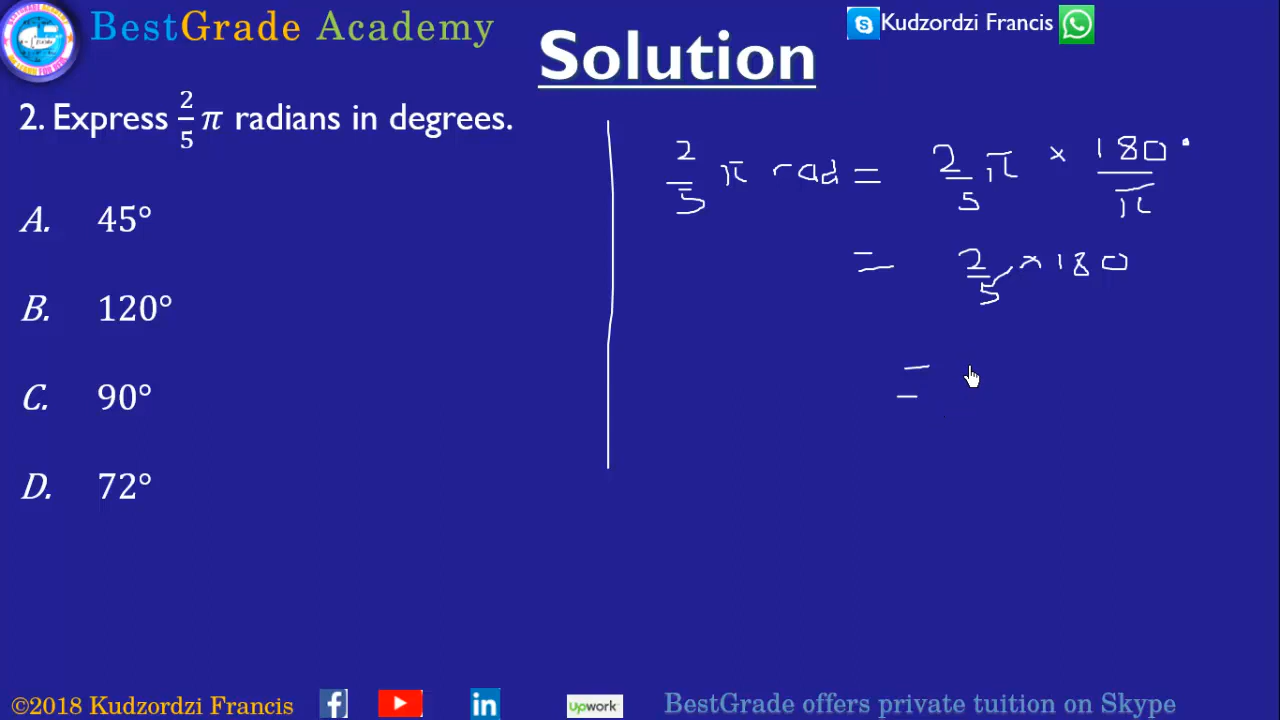 BestGrade Academy
Kudzordzi Francis
Solution
2. Express 2/5 π radians in degrees.
A. 45°
B. 120°
C. 90°
D. 72°
2/5 π rad = 2/5 π × 180°/π
= 2/5 × 180
=
©2018 Kudzordzi Francis
upwork
BestGrade offers private tuition on Skype